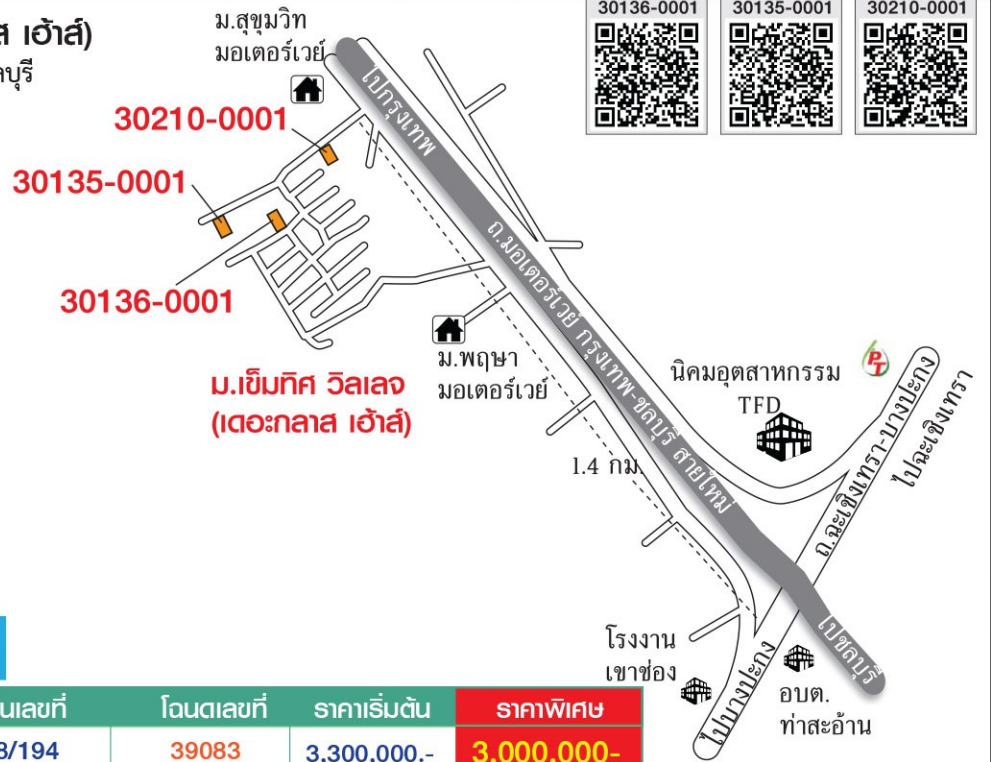 30136-0001
30135-0001
30210-0001
ส เฮ้าส์)
ลบุรี
ม.สุขุมวิท
มอเตอร์เวย์
ไปกรุงเทพ
30210-0001
30135-0001
30136-0001
ถ.มอเตอร์เวย์ กรุงเทพ-ชลบุรี สายใหม่
ม.เข็มทิศ วิลเลจ
(เดอะกลาส เฮ้าส์)
ม.พฤษา
มอเตอร์เวย์
นิคมอุตสาหกรรม
TFD
PT
ถ.ฉะเชิงเทรา-บางปะกง
ไปฉะเชิงเทรา
1.4 กม.
โรงงาน
เขาช่อง
ไปบางปะกง
อบต.
ท่าสะอ้าน
ไปชลบุรี
นเลขที่
โฉนดเลขที่
ราคาเริ่มต้น
ราคาพิเศษ
8/194
39083
3,300,000.-
3,000,000-